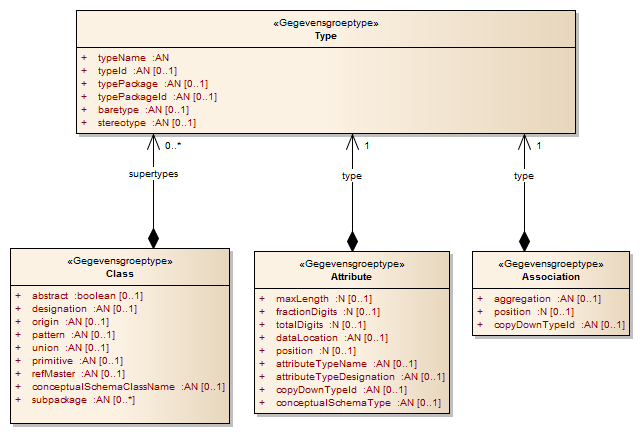 «Gegevensgroeptype»
Type
+ typeName :AN
+ typeId :AN [0..1]
+ typePackage :AN [0..1]
+ typePackageId :AN [0..1]
+ baretype :AN [0..1]
+ stereotype :AN [0..1]
0..*
1
1
supertypes
type
type
«Gegevensgroeptype»
Class
+ abstract :boolean [0..1]
+ designation :AN [0..1]
+ origin :AN [0..1]
+ pattern :AN [0..1]
+ union :AN [0..1]
+ primitive :AN [0..1]
+ refMaster :AN [0..1]
+ conceptualSchemaClassName :AN [0..1]
+ subpackage :AN [0..*]
«Gegevensgroeptype»
Attribute
+ maxLength :N [0..1]
+ fractionDigits :N [0..1]
+ totalDigits :N [0..1]
+ dataLocation :AN [0..1]
+ position :N [0..1]
+ attributeTypeName :AN [0..1]
+ attributeTypeDesignation :AN [0..1]
+ copyDownTypeId :AN [0..1]
+ conceptualSchemaType :AN [0..1]
«Gegevensgroeptype»
Association
+ aggregation :AN [0..1]
+ position :N [0..1]
+ copyDownTypeId :AN [0..1]